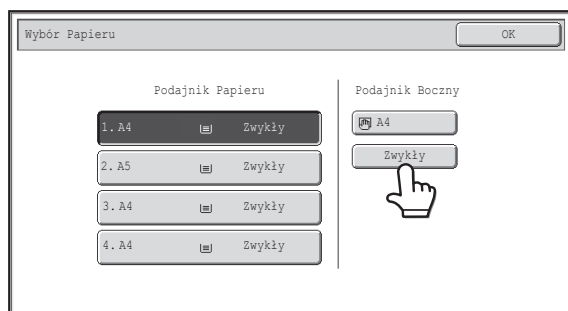 Wybór Papieru
OK
Podajnik Papieru
1. A4 Zwykły
2. A5 Zwykły
3. A4 Zwykły
4. A4 Zwykły
Podajnik Boczny
A4
Zwykły